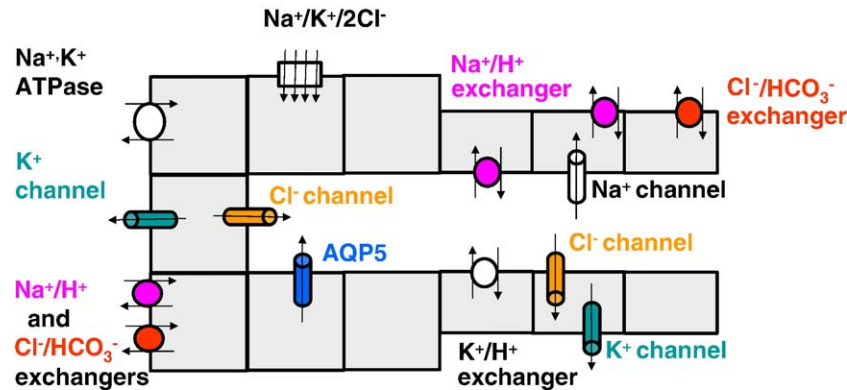 Na⁺/K⁺/2Cl⁻
Na⁺,K⁺
ATPase
Na⁺/H⁺
exchanger
Cl⁻/HCO₃⁻
exchanger
K⁺
channel
Cl⁻ channel
Na⁺ channel
AQP5
Cl⁻ channel
Na⁺/H⁺
and
Cl⁻/HCO₃⁻
exchangers
K⁺/H⁺
exchanger
K⁺ channel